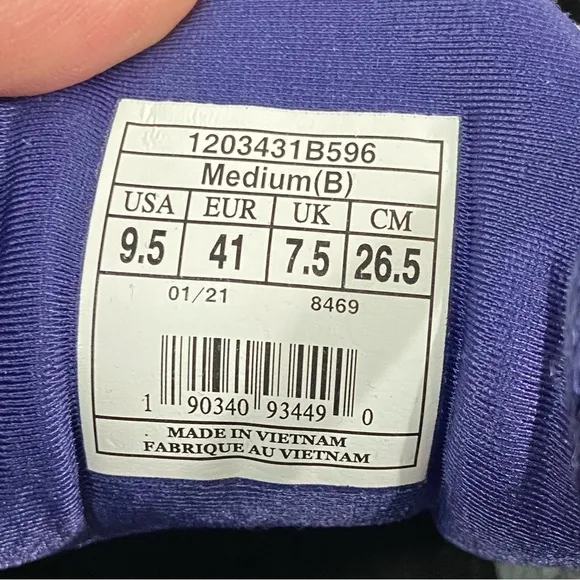 1203431B596
Medium(B)
USA EUR UK CM
9.5 41 7.5 26.5
01/21 8469
1 90340 93449 0
MADE IN VIETNAM
FABRIQUE AU VIETNAM